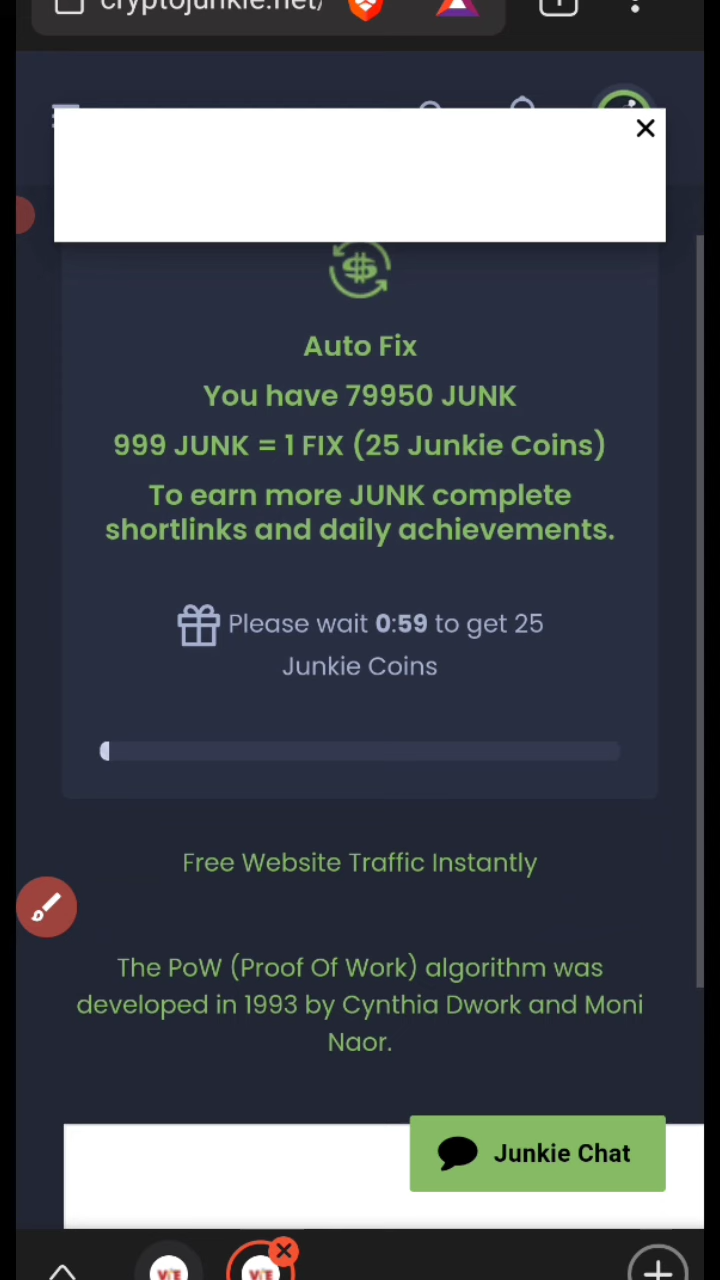 cryptojunkie.net/
Auto Fix
You have 79950 JUNK
999 JUNK = 1 FIX (25 Junkie Coins)
To earn more JUNK complete
shortlinks and daily achievements.
Please wait 0:59 to get 25
Junkie Coins
Free Website Traffic Instantly
The PoW (Proof Of Work) algorithm was
developed in 1993 by Cynthia Dwork and Moni
Naor.
Junkie Chat